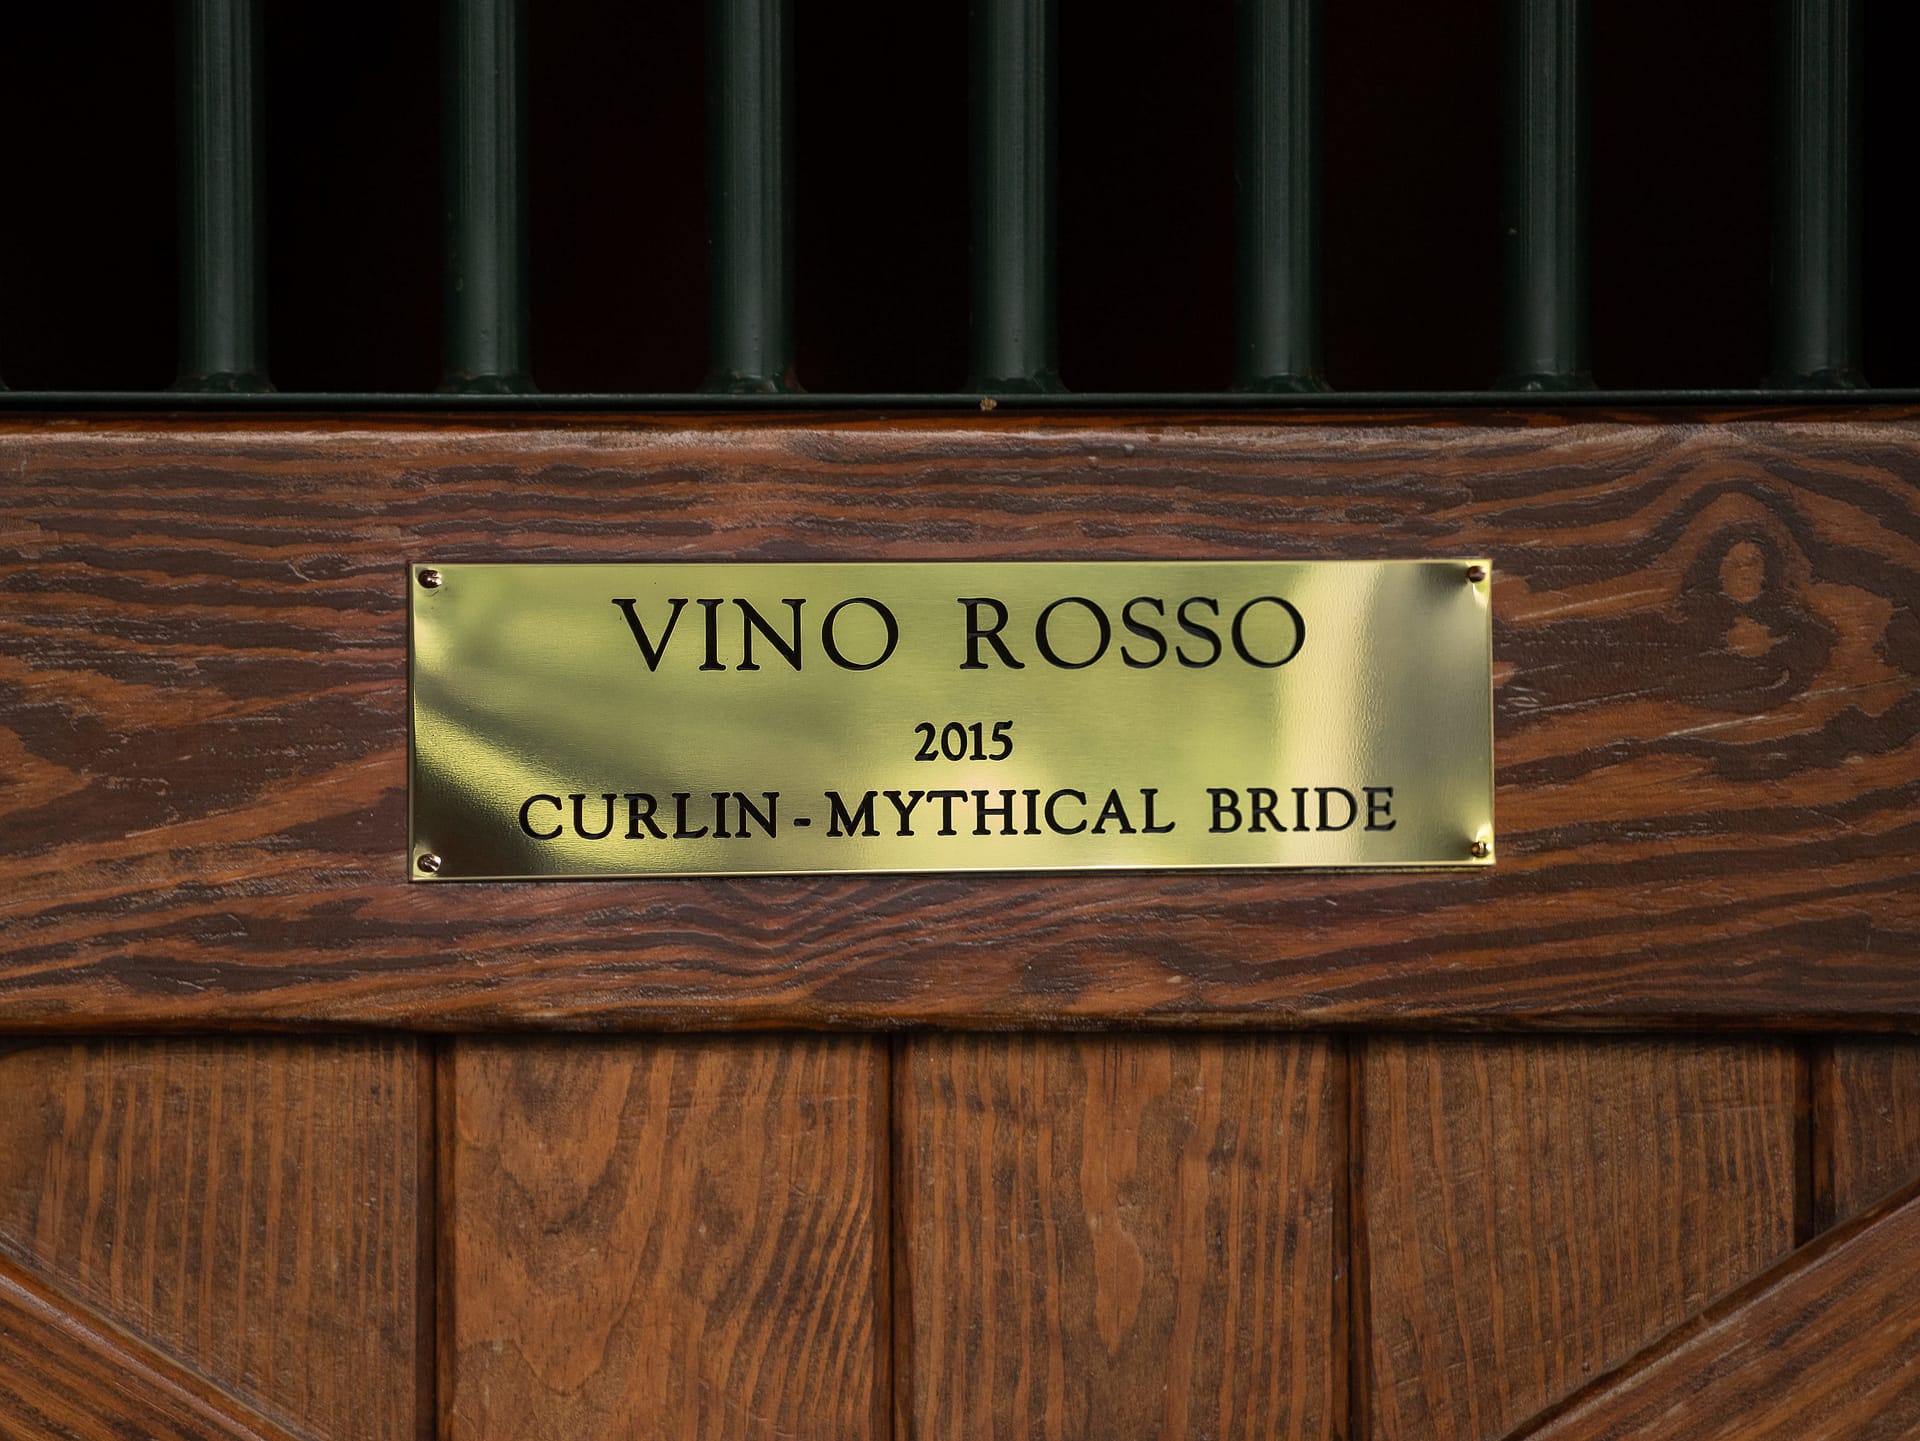 VINO ROSSO
2015
CURLIN - MYTHICAL BRIDE